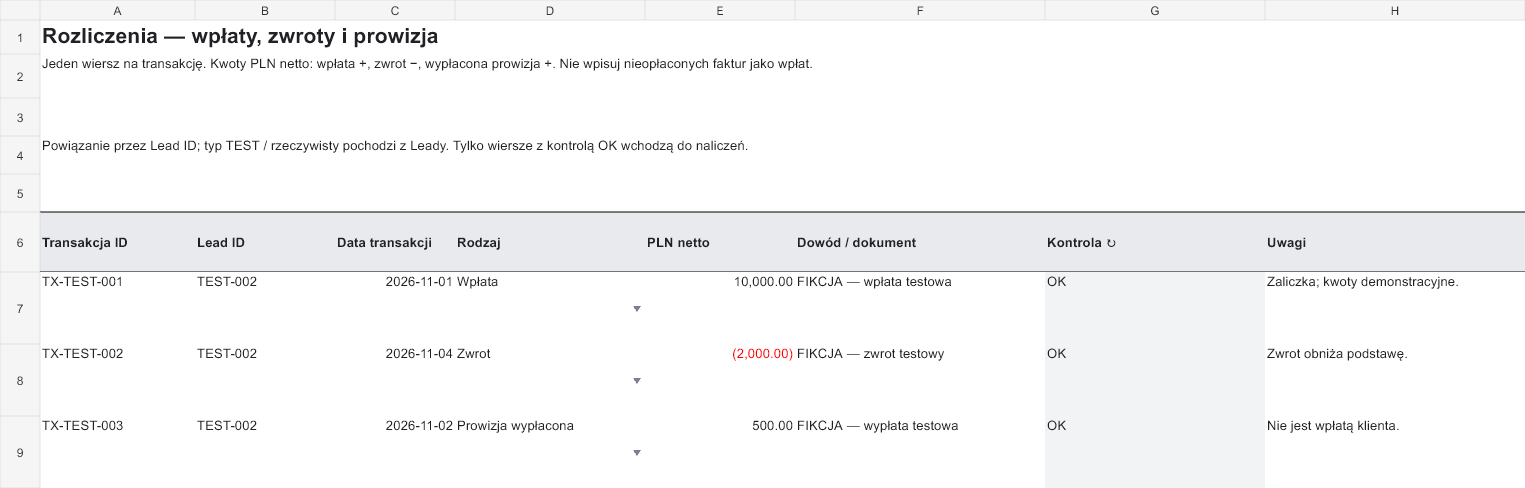 A B C D E F G H
1 Rozliczenia — wpłaty, zwroty i prowizja
2 Jeden wiersz na transakcję. Kwoty PLN netto: wpłata +, zwrot −, wypłacona prowizja +. Nie wpisuj nieopłaconych faktur jako wpłat.
3
4 Powiązanie przez Lead ID; typ TEST / rzeczywisty pochodzi z Leady. Tylko wiersze z kontrolą OK wchodzą do naliczeń.
5
6 Transakcja ID Lead ID Data transakcji Rodzaj PLN netto Dowód / dokument Kontrola ↻ Uwagi
7 TX-TEST-001 TEST-002 2026-11-01 Wpłata 10,000.00 FIKCJA — wpłata testowa OK Zaliczka; kwoty demonstracyjne.
8 TX-TEST-002 TEST-002 2026-11-04 Zwrot (2,000.00) FIKCJA — zwrot testowy OK Zwrot obniża podstawę.
9 TX-TEST-003 TEST-002 2026-11-02 Prowizja wypłacona 500.00 FIKCJA — wypłata testowa OK Nie jest wpłatą klienta.